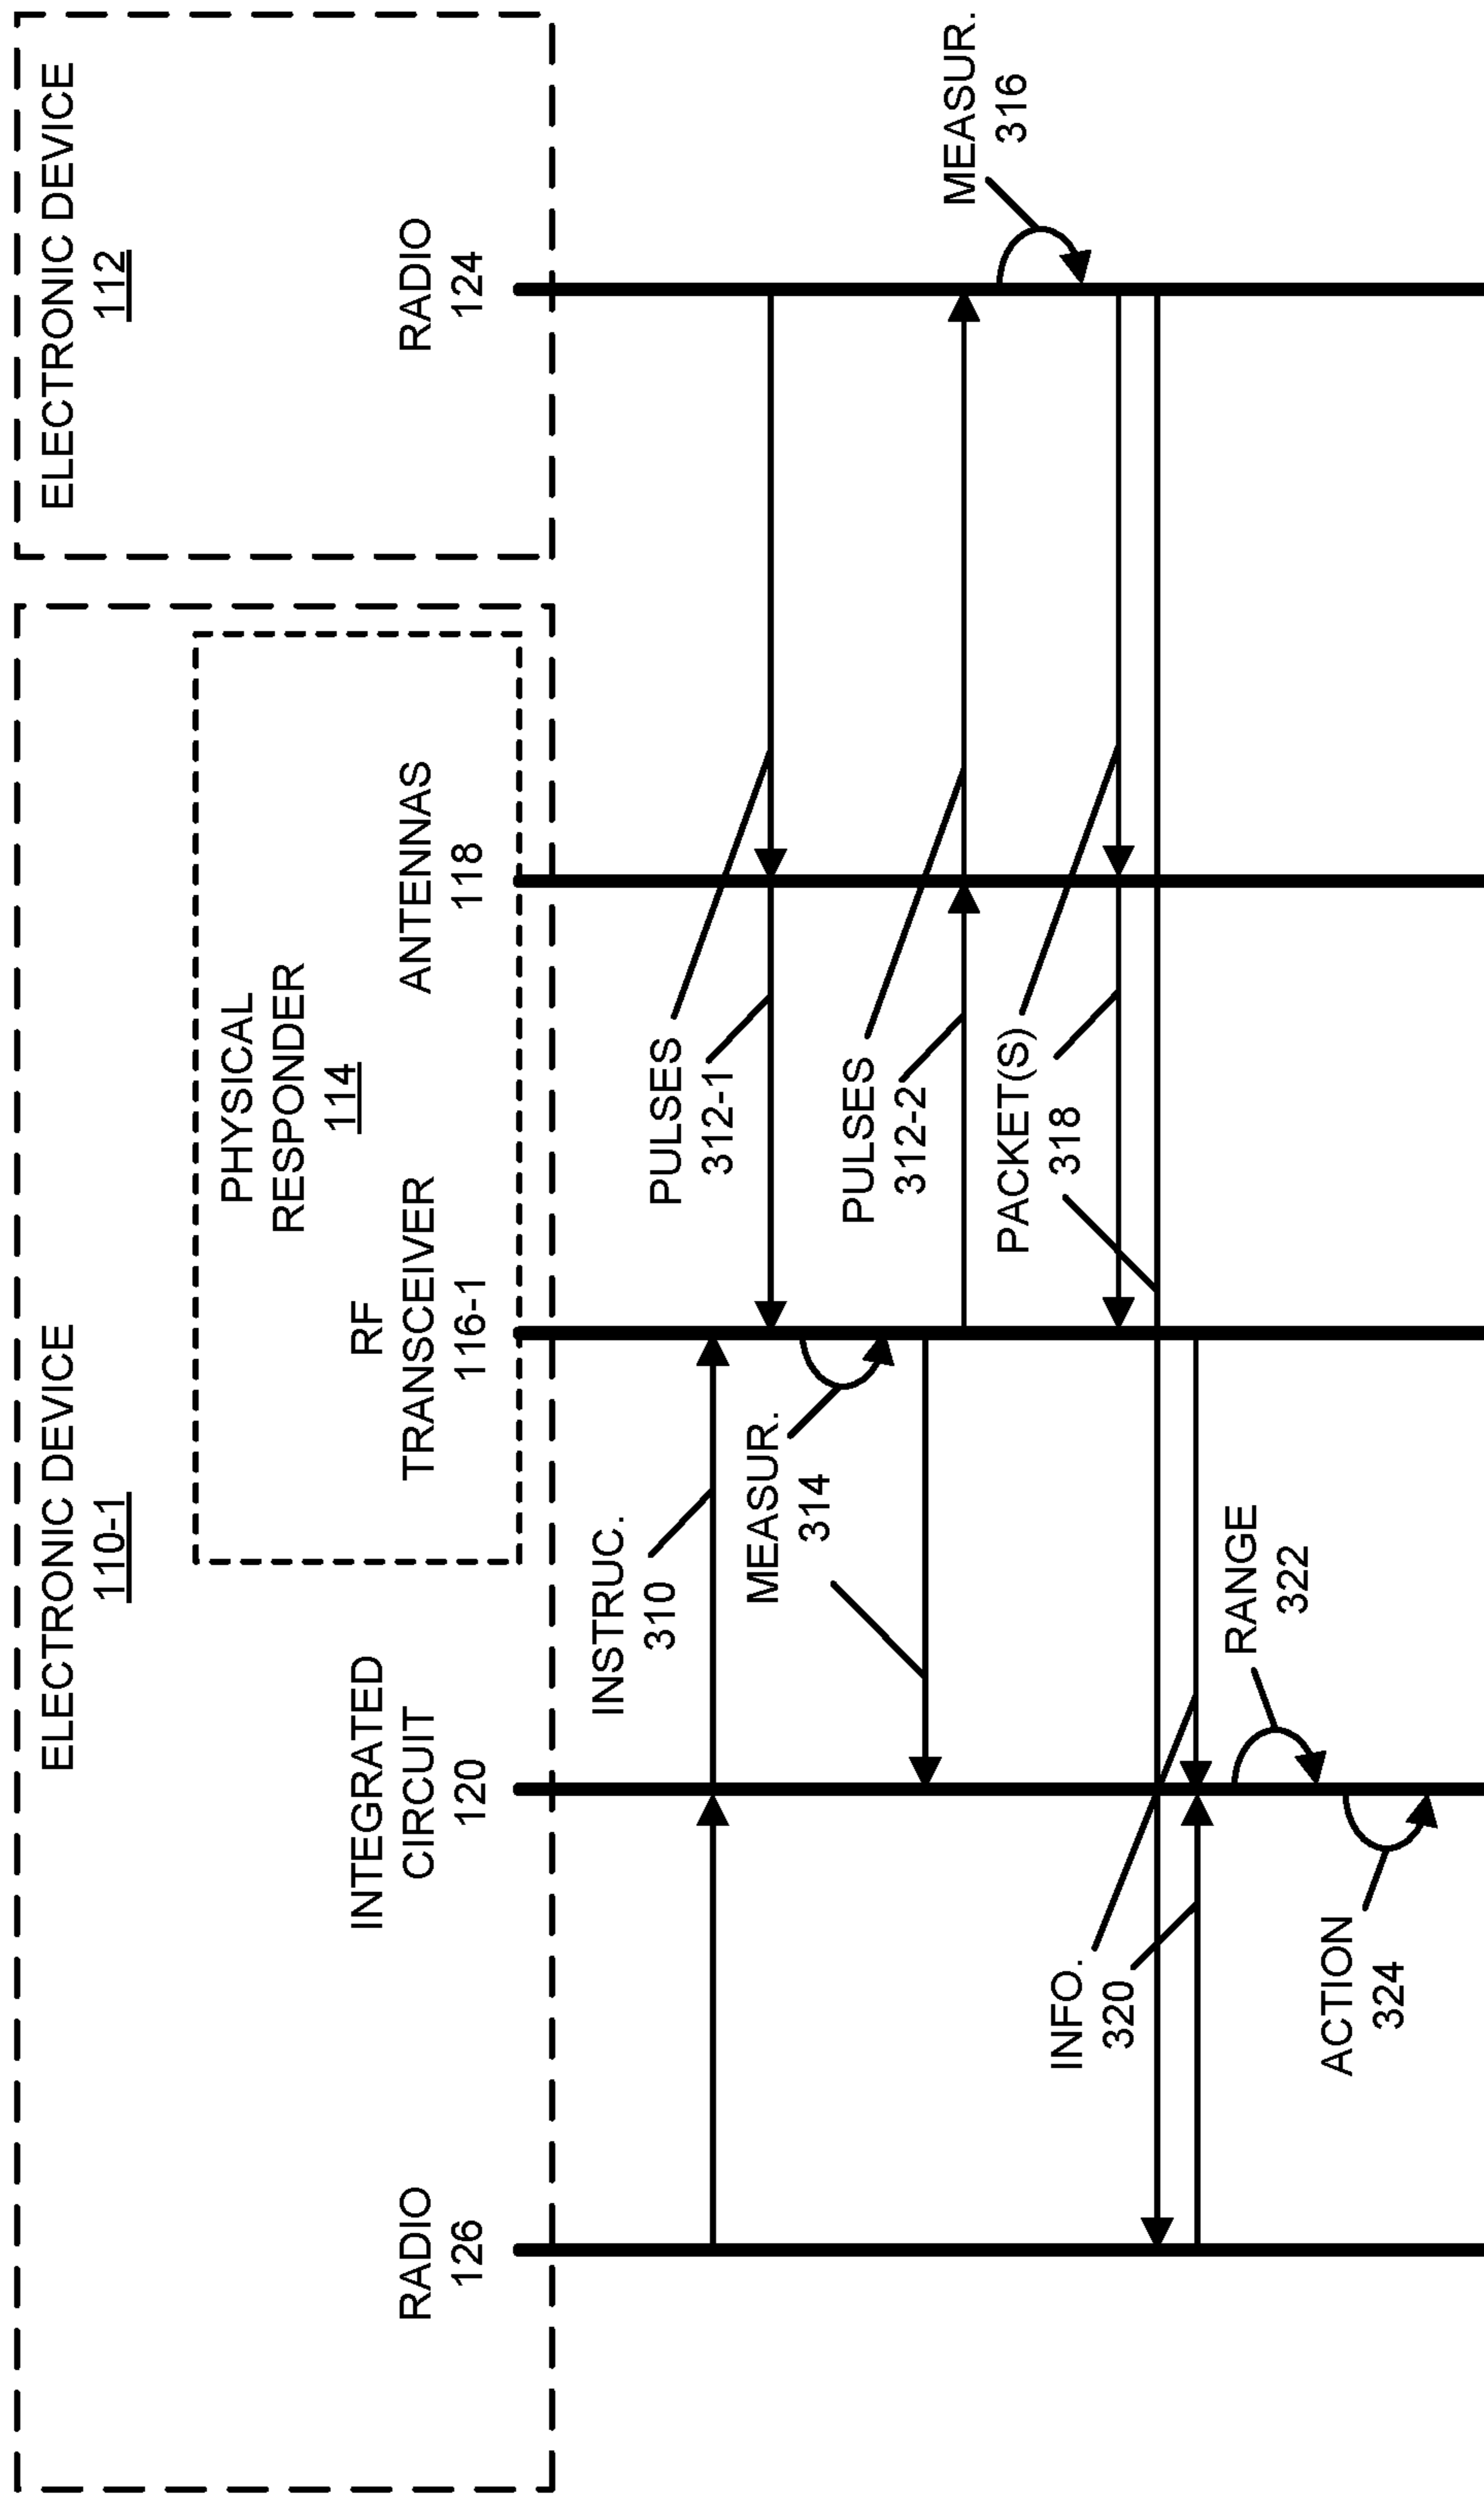 ELECTRONIC DEVICE
110-1
ELECTRONIC DEVICE
112
PHYSICAL
RESPONDER
114
RADIO
126
INTEGRATED
CIRCUIT
120
RF
TRANSCEIVER
116-1
ANTENNAS
118
RADIO
124
INSTRUC.
310
PULSES
312-1
MEASUR.
314
PULSES
312-2
MEASUR.
316
PACKET(S)
318
INFO.
320
RANGE
322
ACTION
324